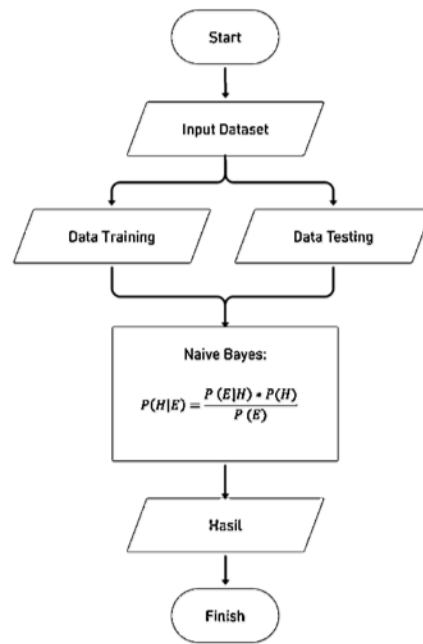 Start
Input Dataset
Data Training
Data Testing
Naive Bayes:
P(H|E) = P (E|H) * P(H) / P (E)
Hasil
Finish